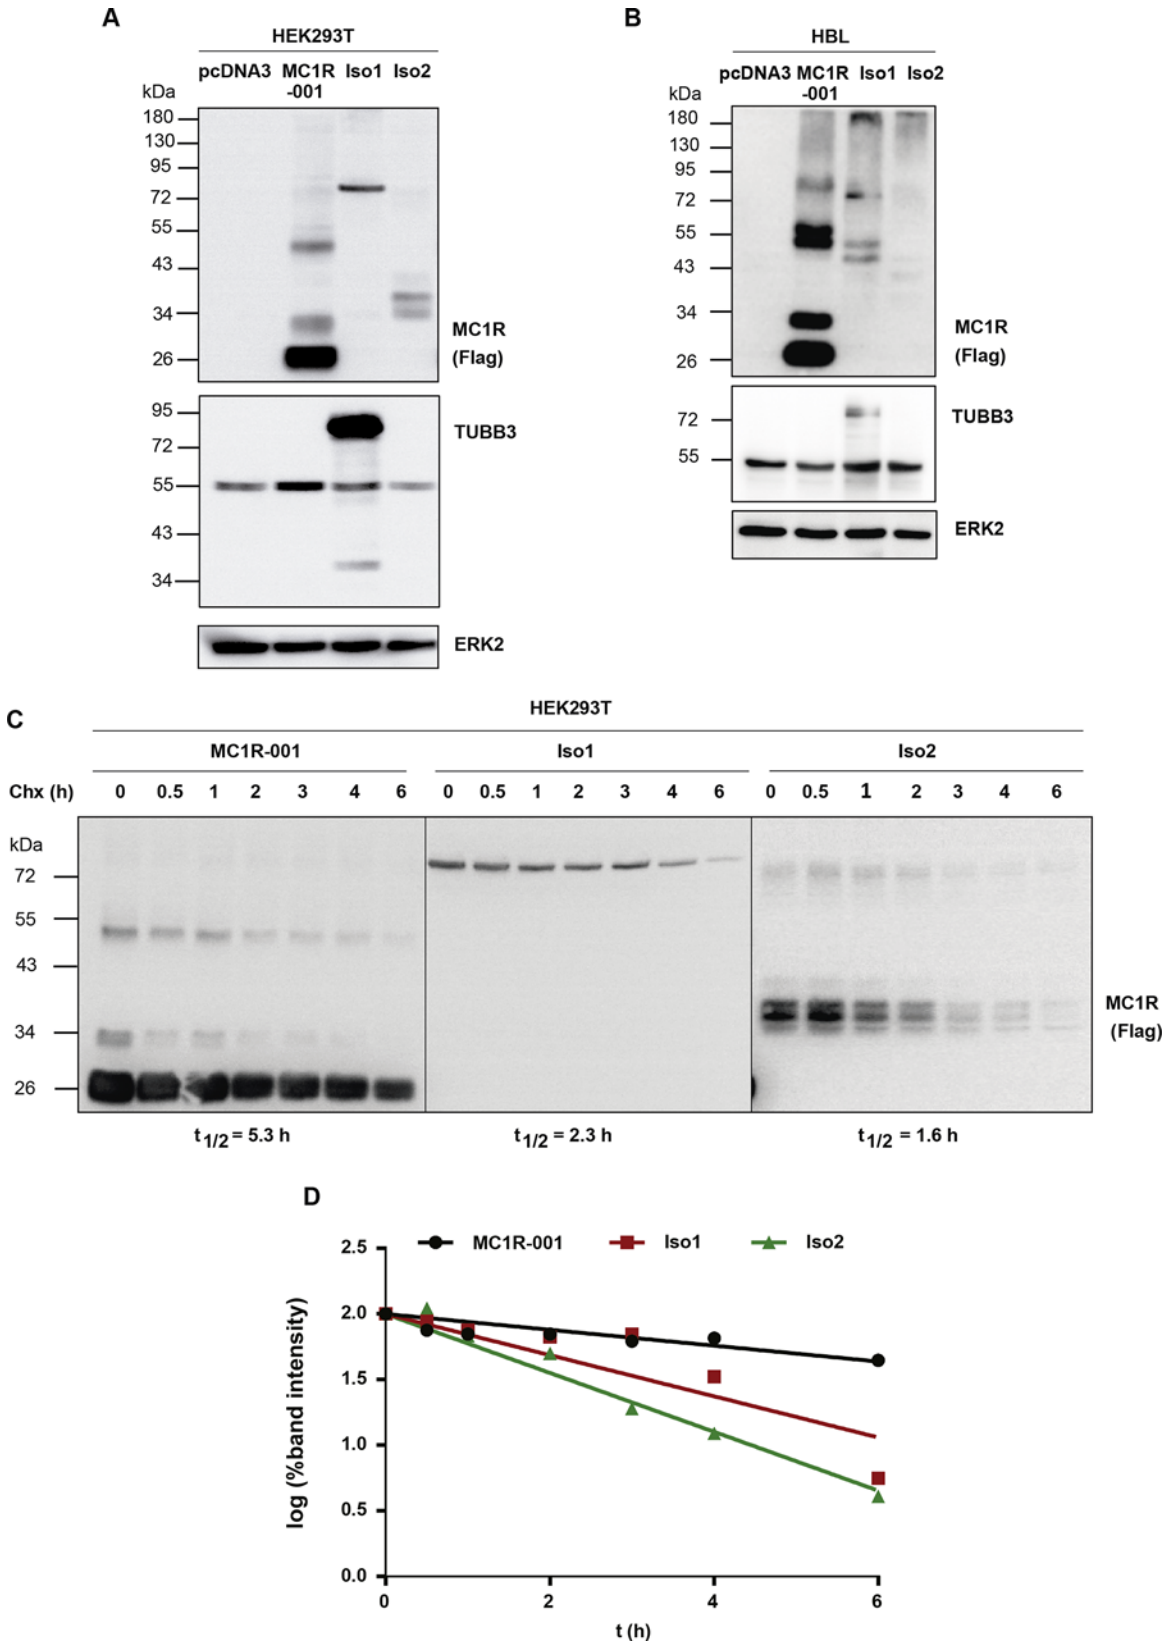 A
HEK293T
pcDNA3 MC1R Iso1 Iso2
-001
kDa
180
130
95
72
55
43
34
26
MC1R
(Flag)
95
72
55
43
34
TUBB3
ERK2
B
HBL
pcDNA3 MC1R Iso1 Iso2
-001
kDa
180
130
95
72
55
43
34
26
MC1R
(Flag)
72
55
TUBB3
ERK2
C
HEK293T
MC1R-001 Iso1 Iso2
Chx (h) 0 0.5 1 2 3 4 6 0 0.5 1 2 3 4 6 0 0.5 1 2 3 4 6
kDa
72
55
43
34
26
MC1R
(Flag)
t1/2 = 5.3 h t1/2 = 2.3 h t1/2 = 1.6 h
D
MC1R-001 Iso1 Iso2
log (%band intensity)
2.5
2.0
1.5
1.0
0.5
0.0
0 2 4 6
t (h)